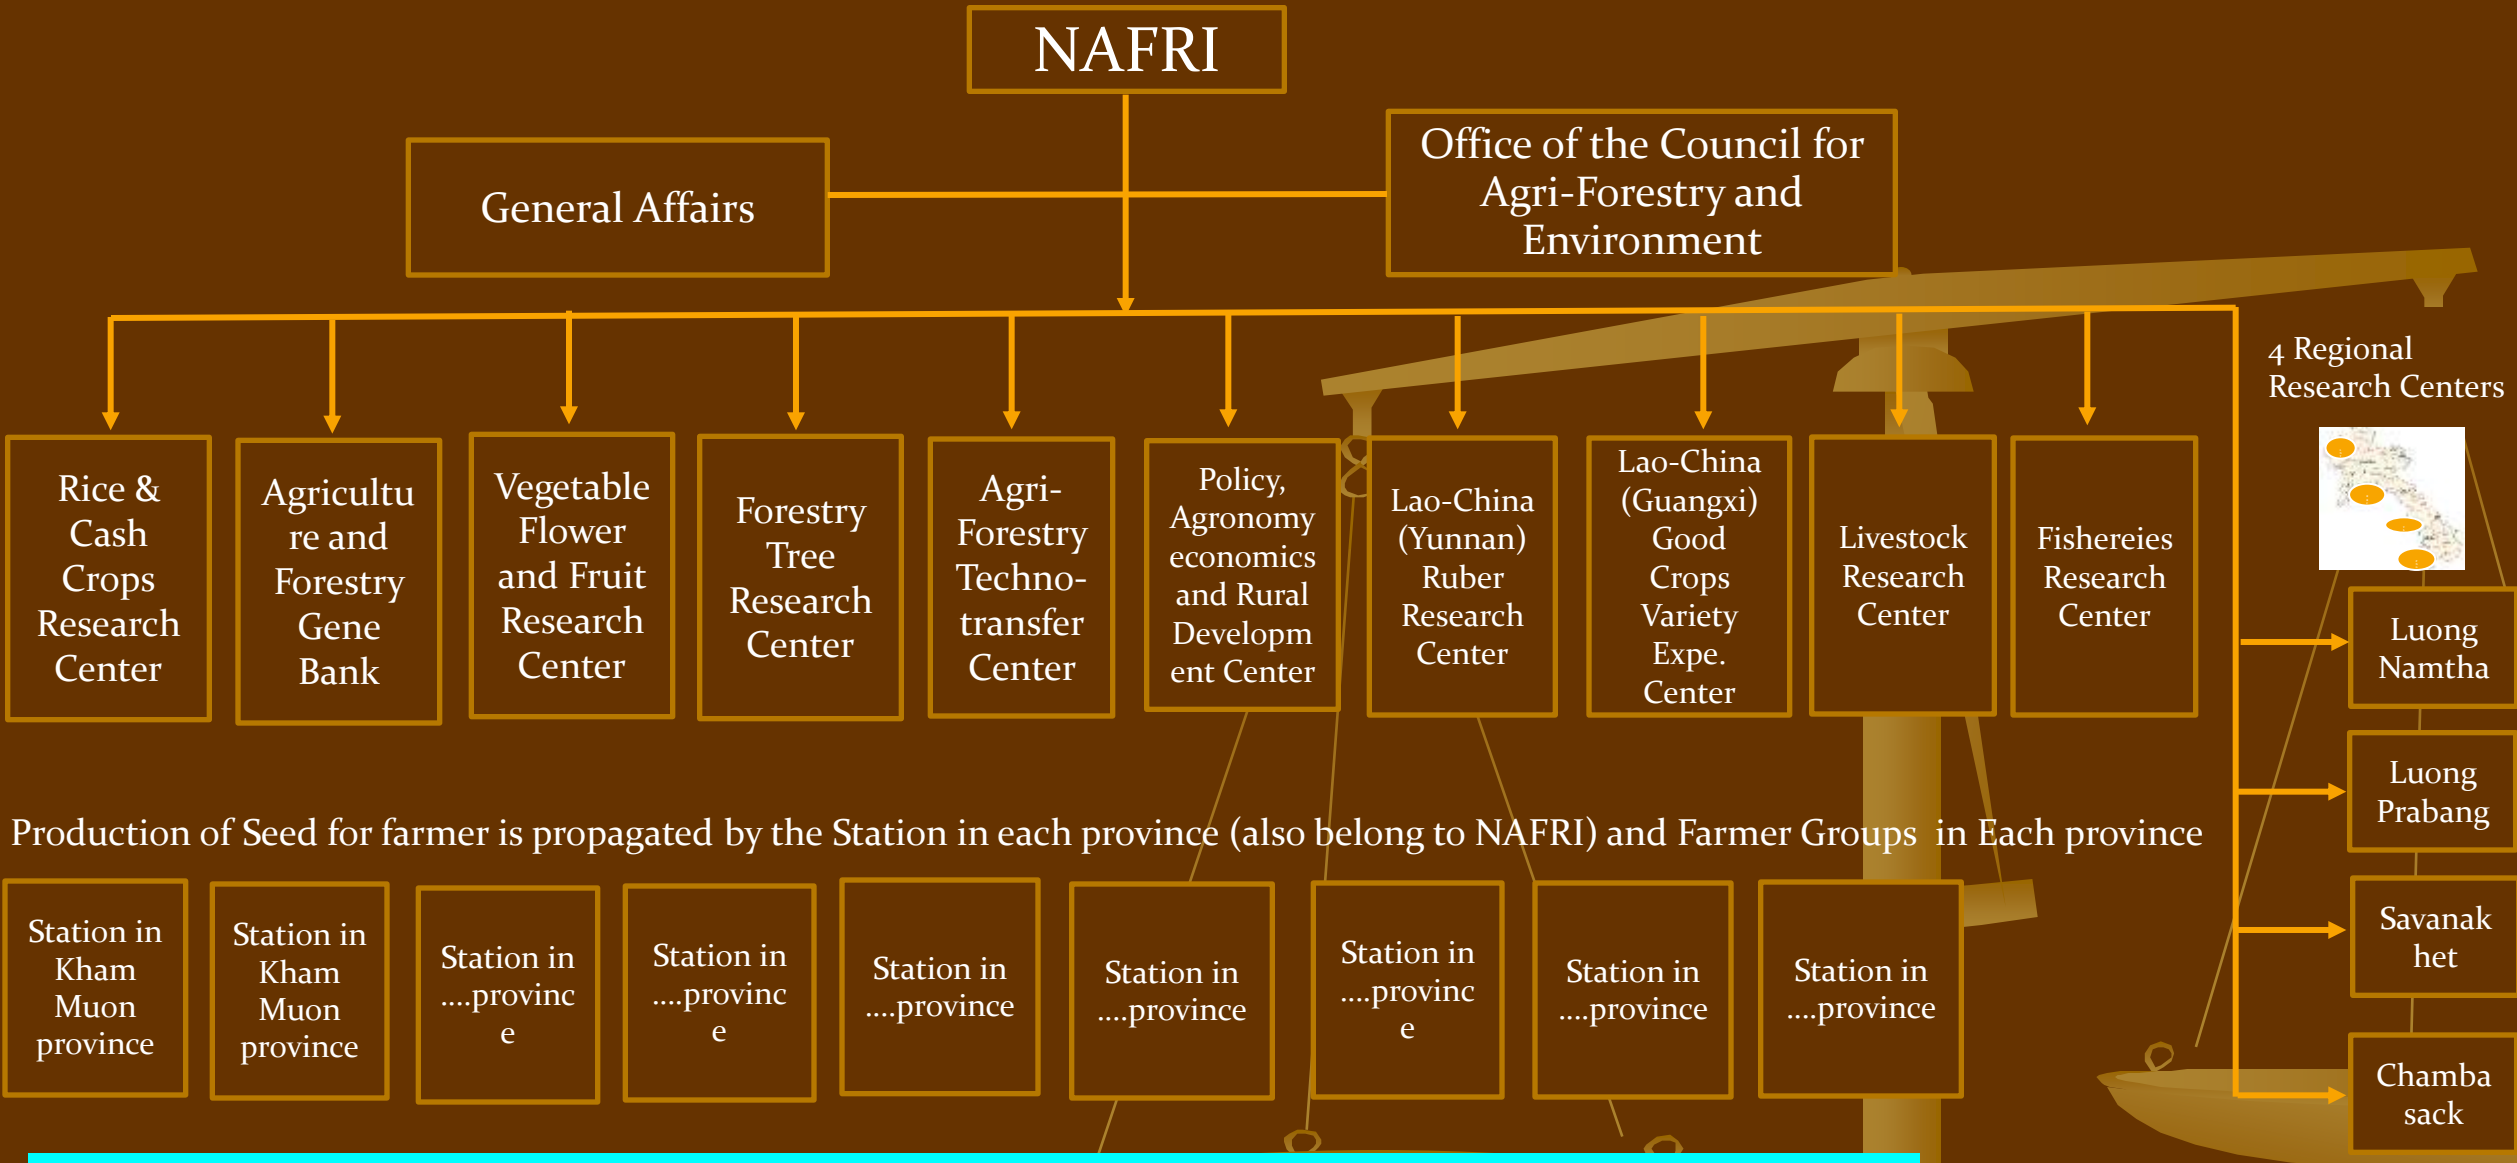 NAFRI
General Affairs
Office of the Council for
Agri-Forestry and
Environment
Rice &
Cash
Crops
Research
Center
Agricultu
re and
Forestry
Gene
Bank
Vegetable
Flower
and Fruit
Research
Center
Forestry
Tree
Research
Center
Agri-
Forestry
Techno-
transfer
Center
Policy,
Agronomy
economics
and Rural
Developm
ent Center
Lao-China
(Yunnan)
Ruber
Research
Center
Lao-China
(Guangxi)
Good
Crops
Variety
Expe.
Center
Livestock
Research
Center
Fishereies
Research
Center
4 Regional
Research Centers
Luong
Namtha
Luong
Prabang
Savanak
het
Chamba
sack
Production of Seed for farmer is propagated by the Station in each province (also belong to NAFRI) and Farmer Groups  in Each province
Station in
Kham
Muon
province
Station in
Kham
Muon
province
Station in
....provinc
e
Station in
....provinc
e
Station in
....province
Station in
....province
Station in
....provinc
e
Station in
....province
Station in
....province